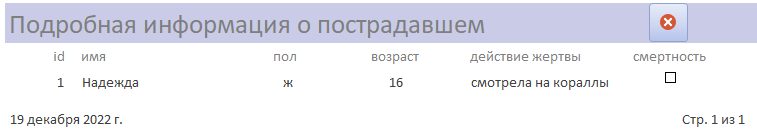 Подробная информация о пострадавшем
id имя пол возраст действие жертвы смертность
1 Надежда ж 16 смотрела на кораллы
19 декабря 2022 г. Стр. 1 из 1